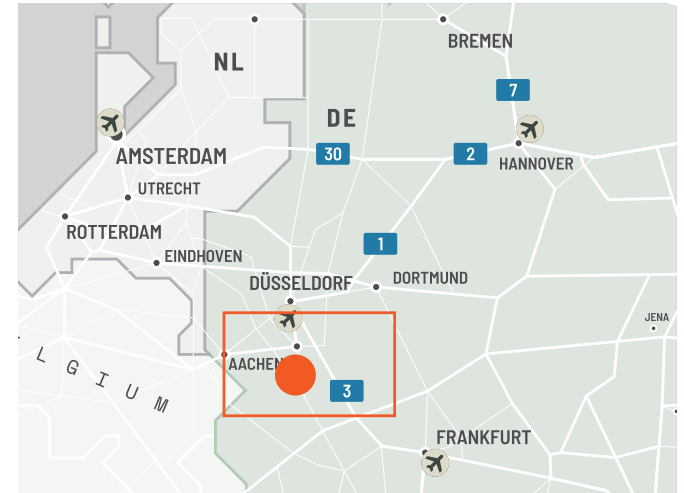 BREMEN
NL
7
DE
AMSTERDAM
30
2
HANNOVER
UTRECHT
ROTTERDAM
1
EINDHOVEN
DÜSSELDORF
DORTMUND
JENA
L G I U M
AACHEN
3
FRANKFURT